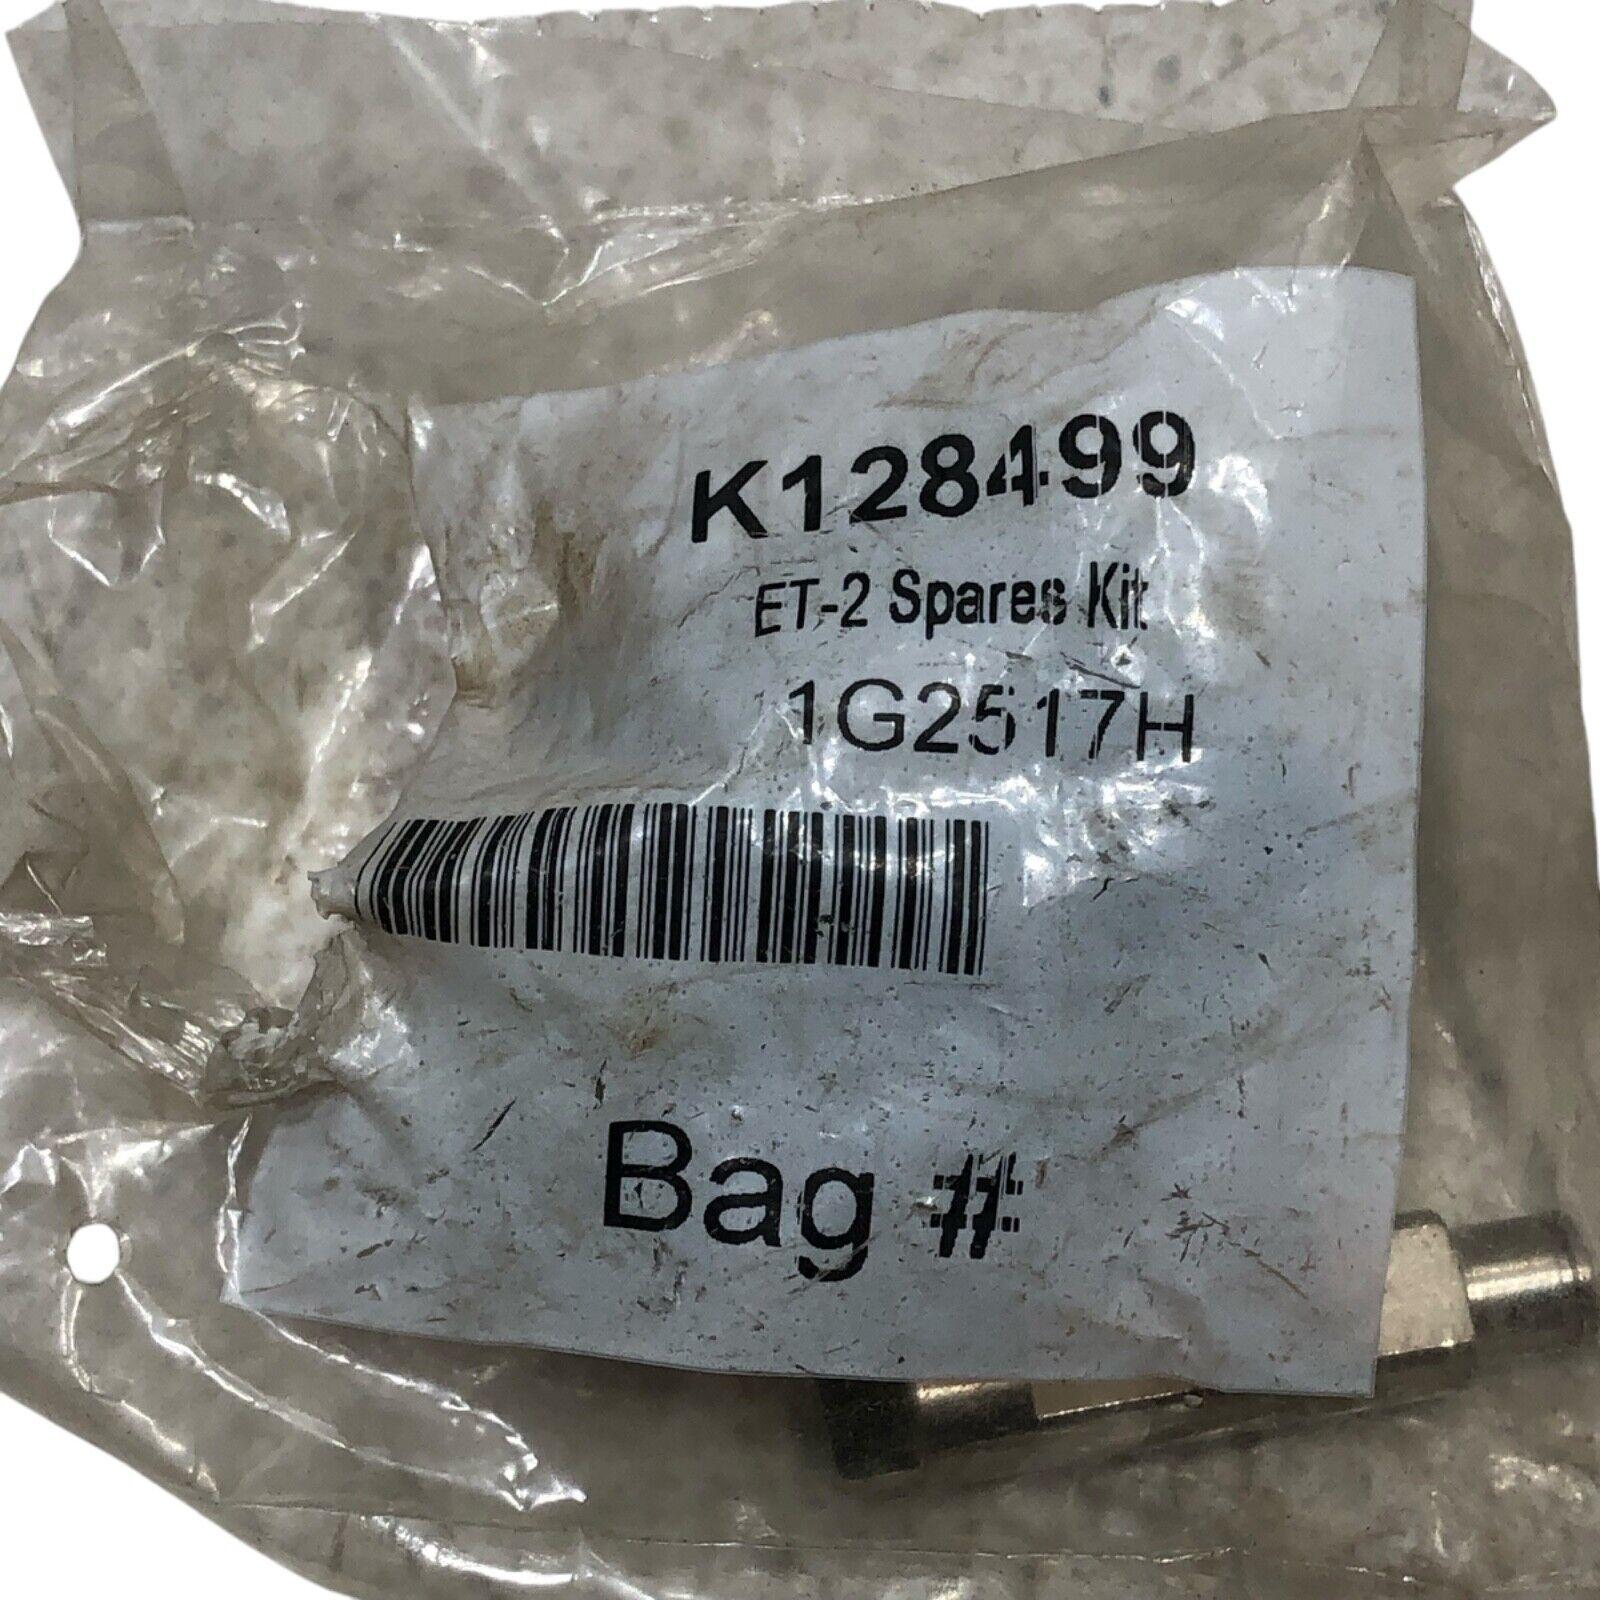 K128499
ET-2 Spares Kit
1G2517H
Bag #